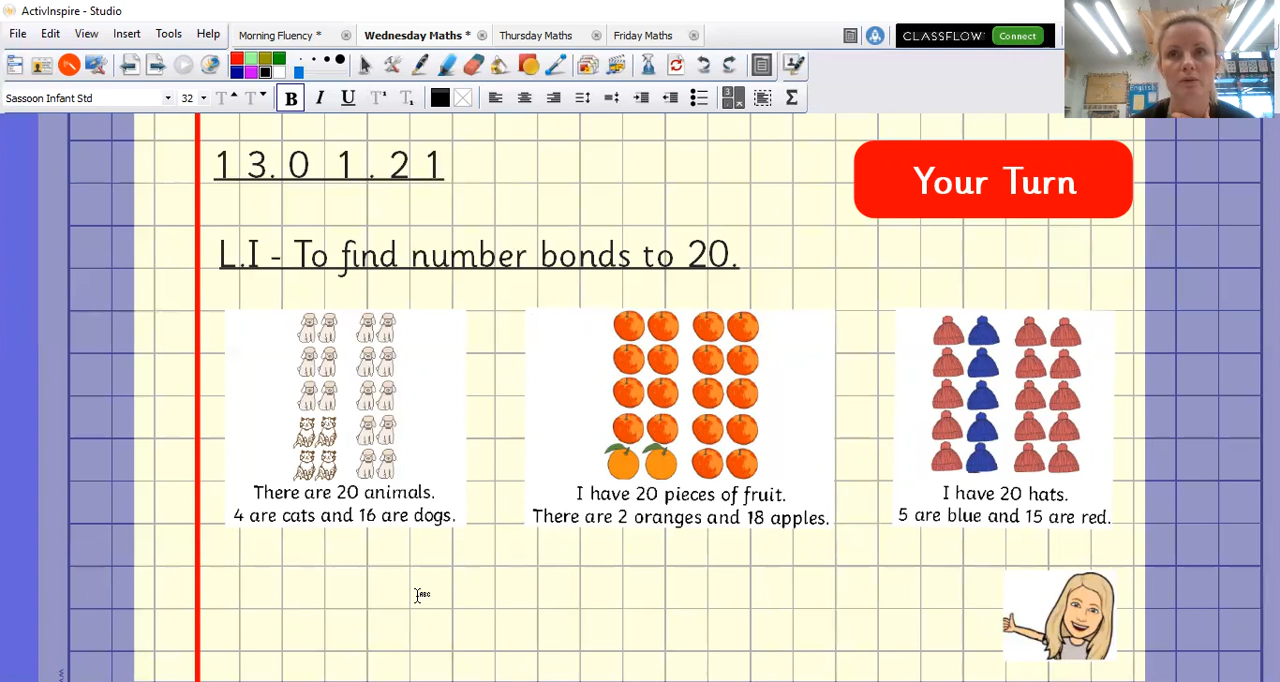 ActivInspire - Studio
File Edit View Insert Tools Help
Morning Fluency * Wednesday Maths * Thursday Maths Friday Maths
CLASSFLOW Connect
Sassoon Infant Std 32 B I U
English
13.01.21
Your Turn
L.I - To find number bonds to 20.
There are 20 animals.
4 are cats and 16 are dogs.
I have 20 pieces of fruit.
There are 2 oranges and 18 apples.
I have 20 hats.
5 are blue and 15 are red.
ABC